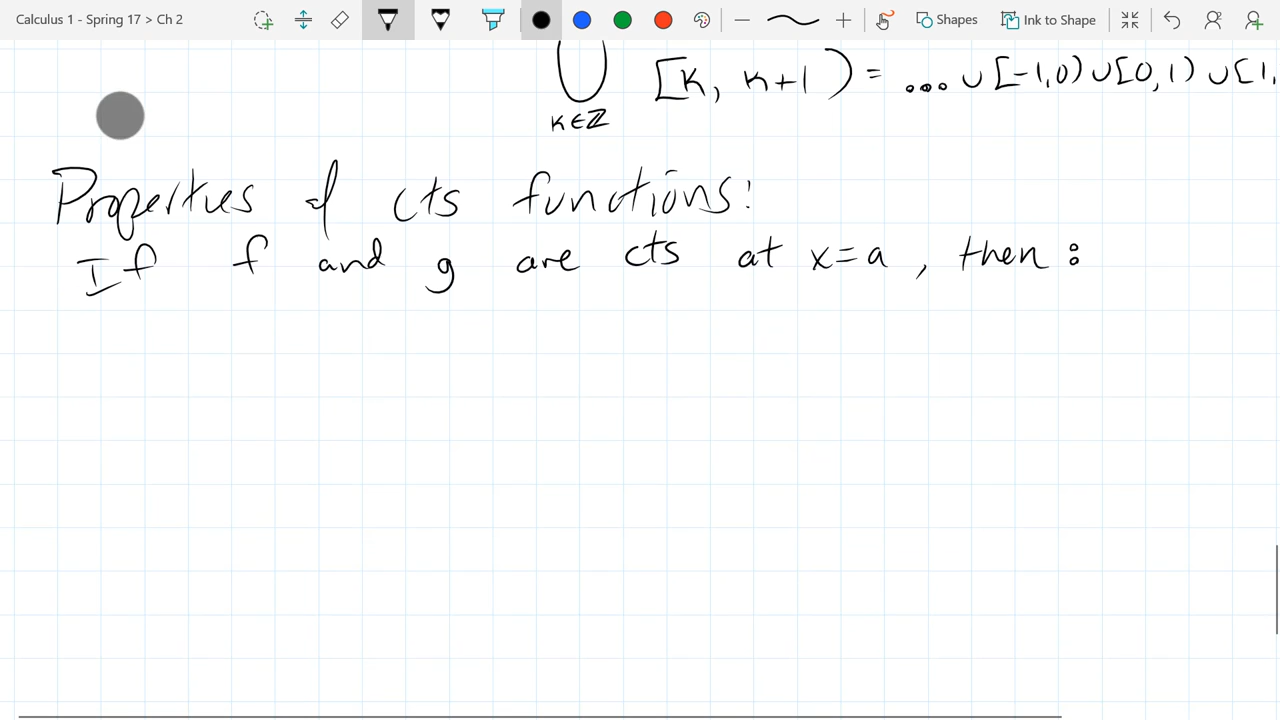 Calculus 1 - Spring 17 > Ch 2
Shapes
Ink to Shape
⋃ [k, k+1) = ... ∪ [-1,0) ∪ [0,1) ∪ [1,
k∈ℤ
Properties of cts functions:
If f and g are cts at x=a, then: